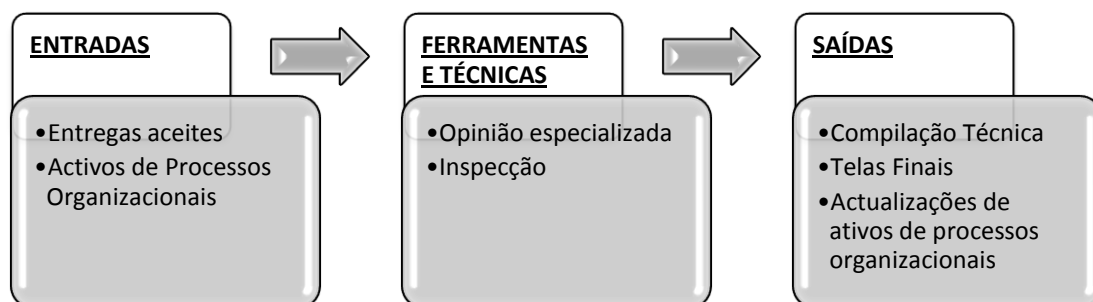 ENTRADAS
•Entregas aceites
•Activos de Processos
Organizacionais
FERRAMENTAS
E TÉCNICAS
•Opinião especializada
•Inspecção
SAÍDAS
•Compilação Técnica
•Telas Finais
•Actualizações de
ativos de processos
organizacionais